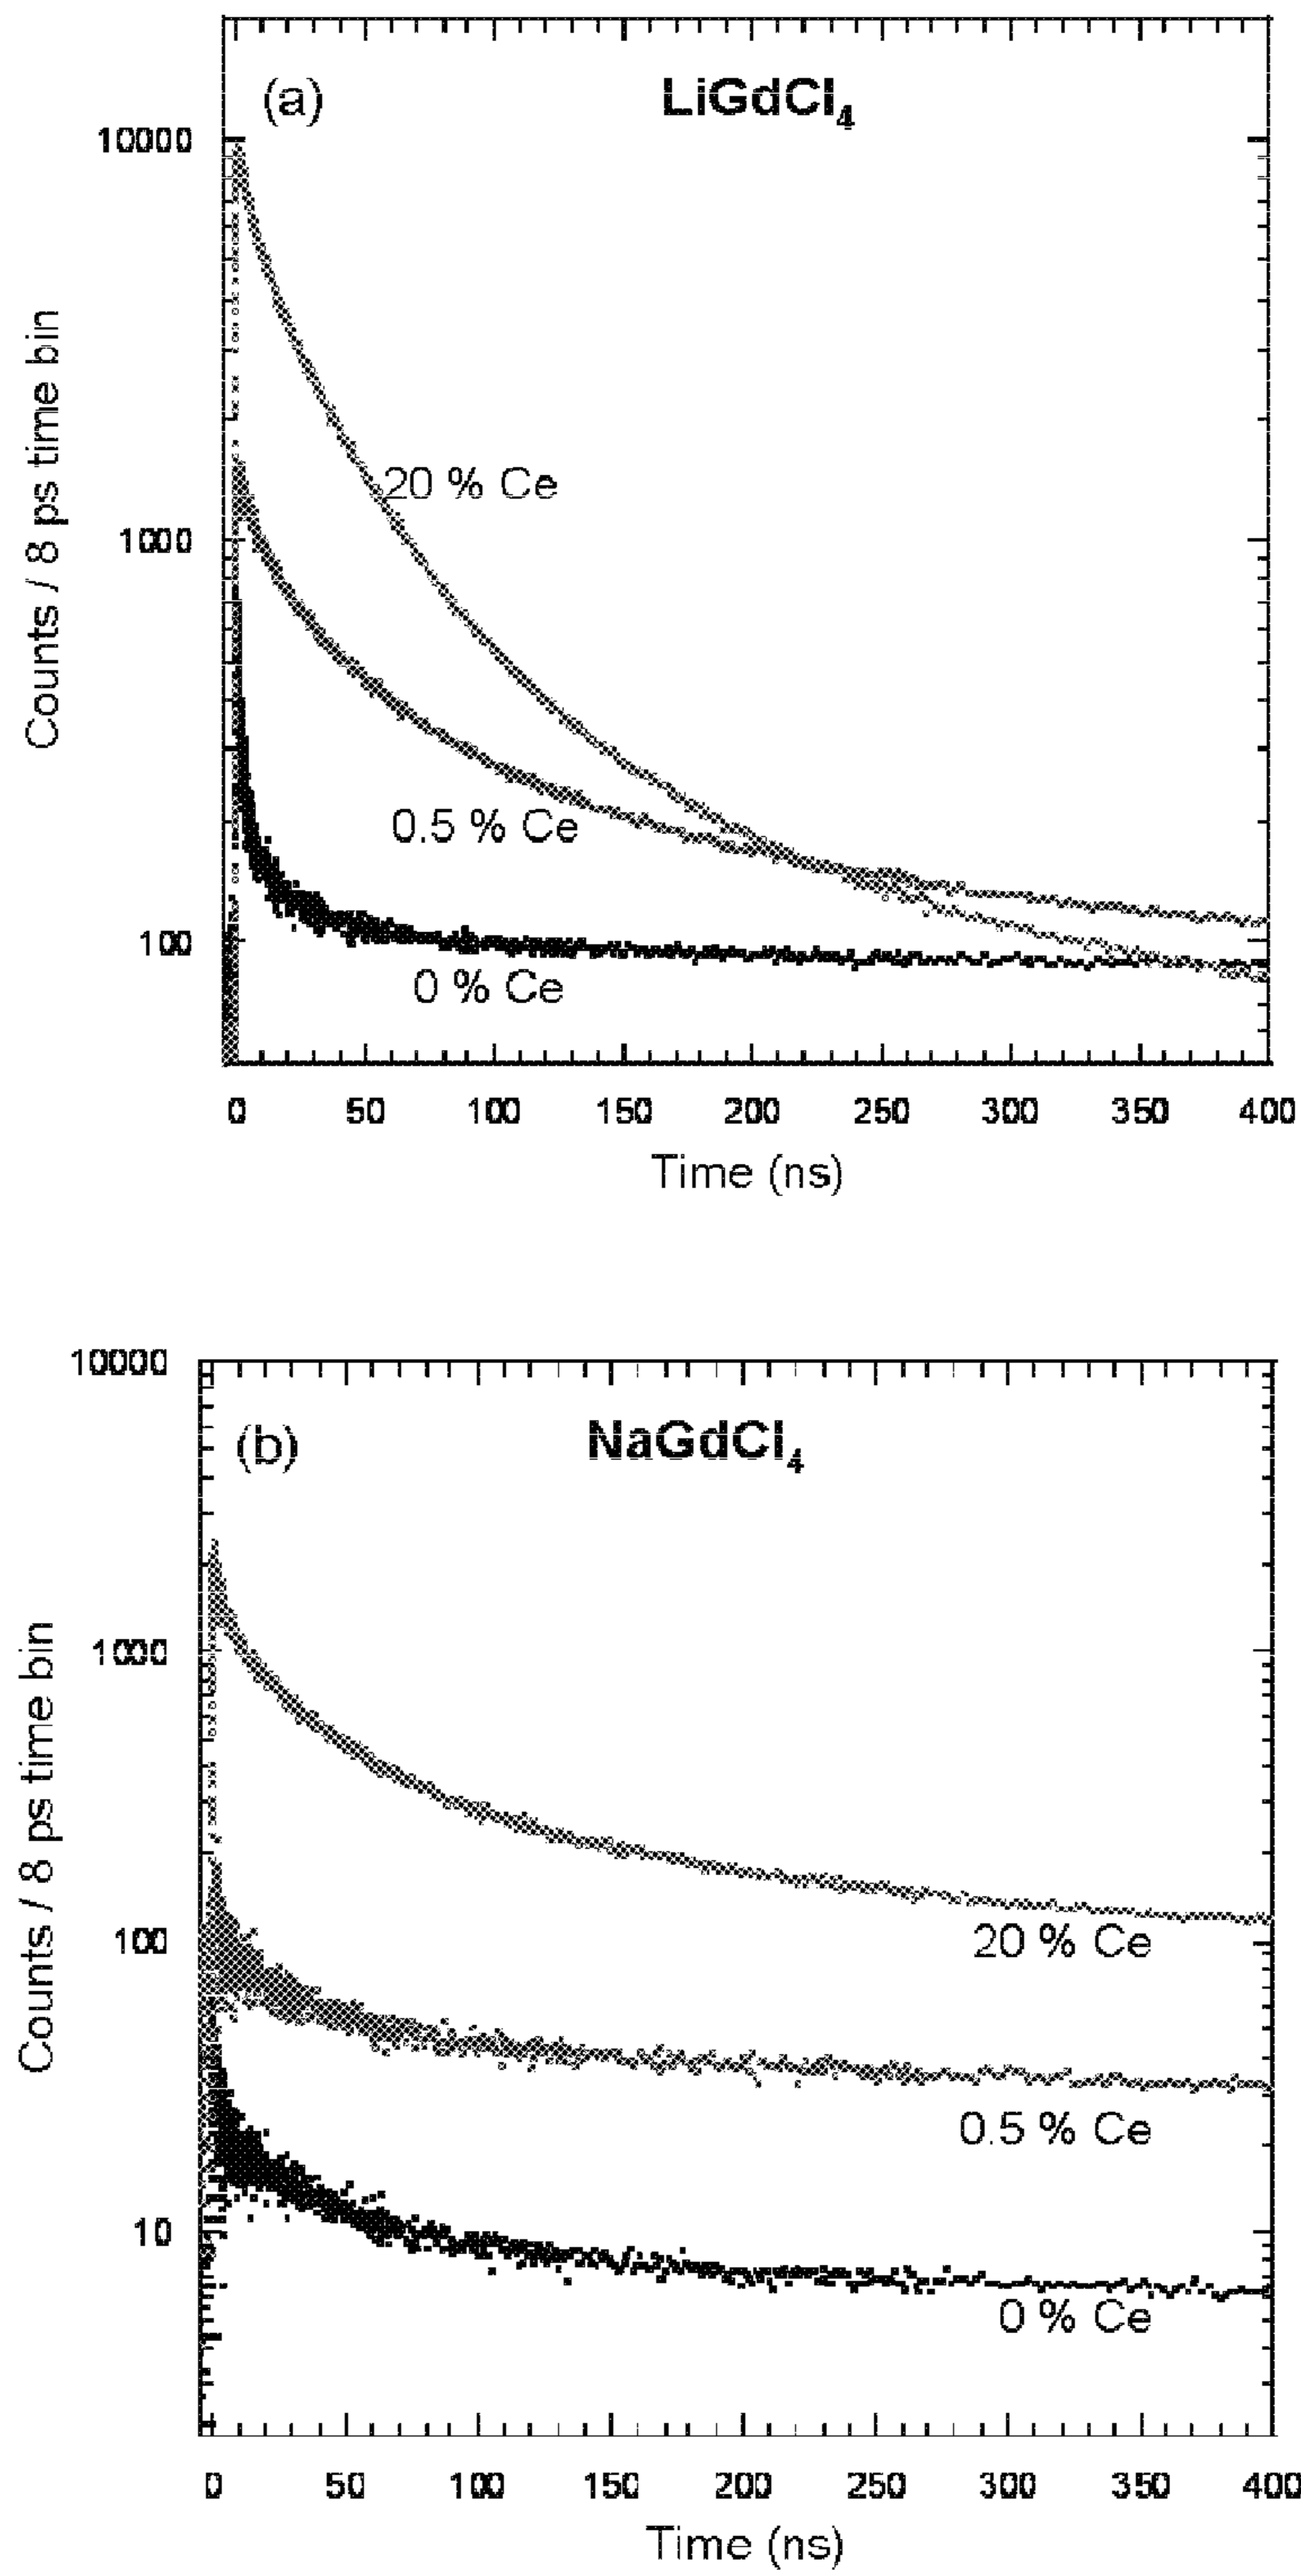 (a) LiGdCl₄
10000
1000
100
Counts / 8 ps time bin
20 % Ce
0.5 % Ce
0 % Ce
0 50 100 150 200 250 300 350 400
Time (ns)
10000
1000
100
10
(b) NaGdCl₄
Counts / 8 ps time bin
20 % Ce
0.5 % Ce
0 % Ce
0 50 100 150 200 250 300 350 400
Time (ns)